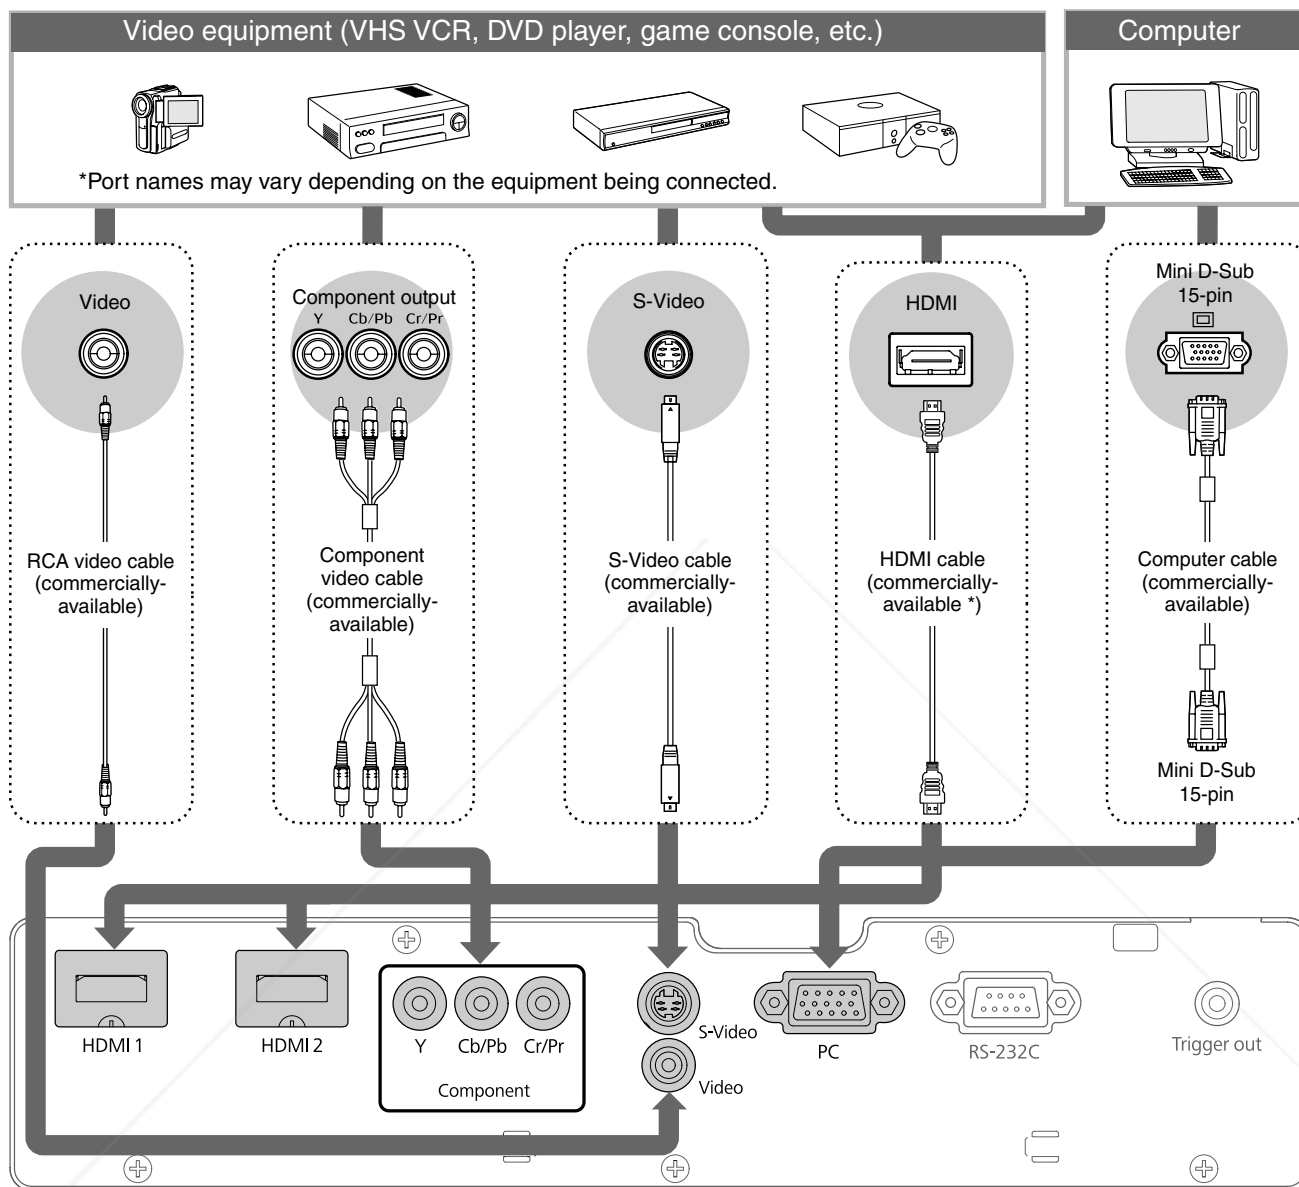 Video equipment (VHS VCR, DVD player, game console, etc.)
Computer
*Port names may vary depending on the equipment being connected.
Video
Component output
Y Cb/Pb Cr/Pr
S-Video
HDMI
Mini D-Sub
15-pin
RCA video cable
(commercially-
available)
Component
video cable
(commercially-
available)
S-Video cable
(commercially-
available)
HDMI cable
(commercially-
available *)
Computer cable
(commercially-
available)
Mini D-Sub
15-pin
HDMI 1
HDMI 2
Y Cb/Pb Cr/Pr
Component
S-Video
Video
PC
RS-232C
Trigger out